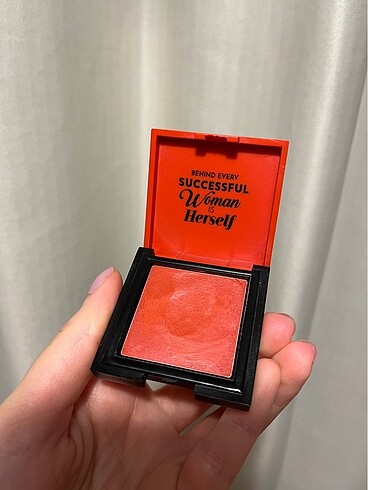 BEHIND EVERY
SUCCESSFUL
Woman
IS
Herself